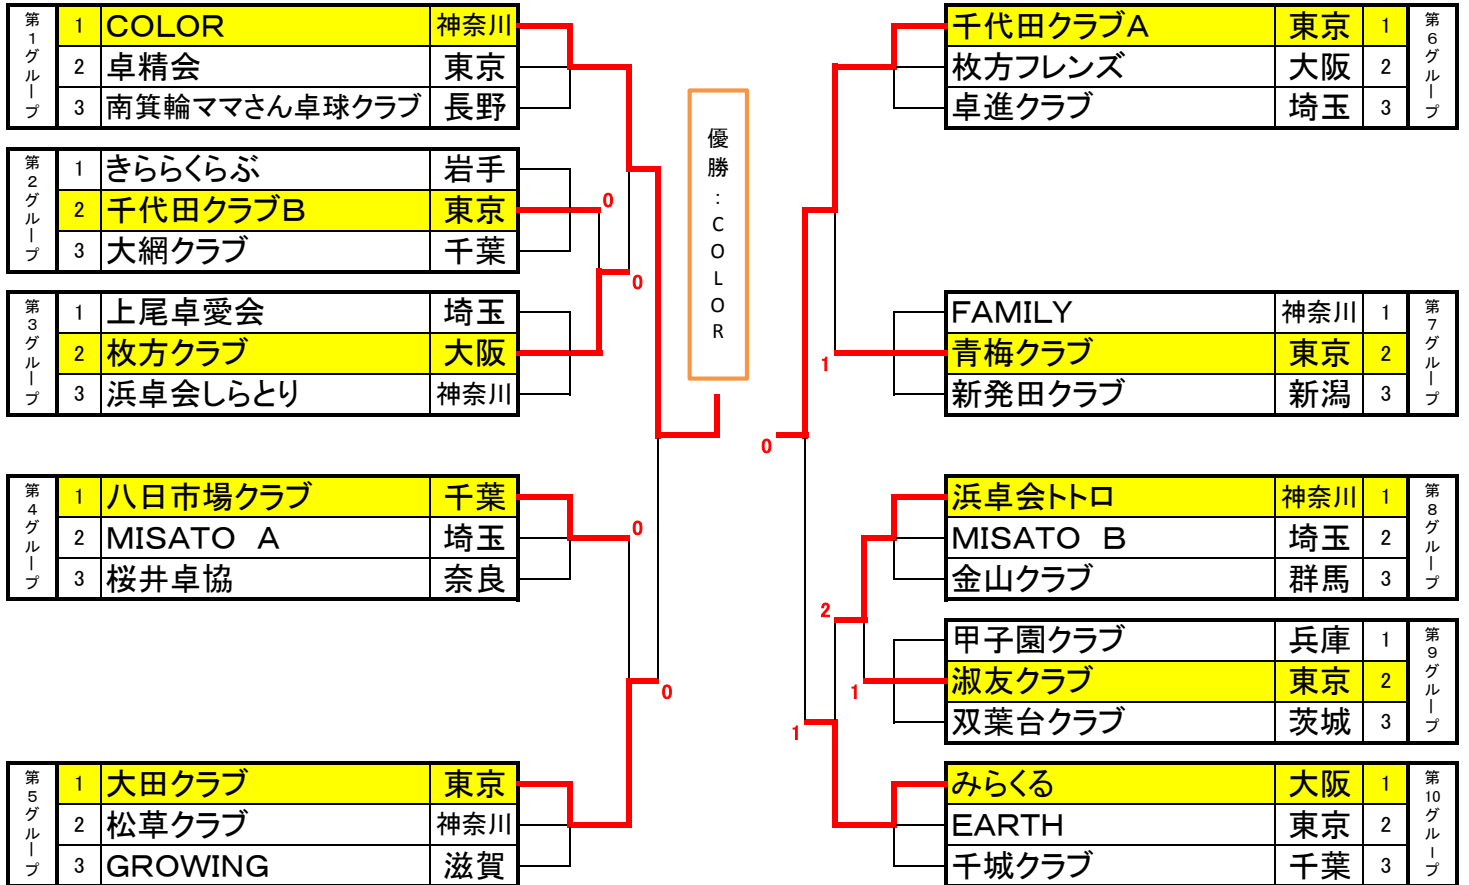 第1グループ
1 COLOR 神奈川
2 卓精会 東京
3 南箕輪ママさん卓球クラブ 長野
第2グループ
1 きららくらぶ 岩手
2 千代田クラブB 東京
3 大網クラブ 千葉
0
0
第3グループ
1 上尾卓愛会 埼玉
2 枚方クラブ 大阪
3 浜卓会しらとり 神奈川
第4グループ
1 八日市場クラブ 千葉
2 MISATO A 埼玉
3 桜井卓協 奈良
0
0
第5グループ
1 大田クラブ 東京
2 松草クラブ 神奈川
3 GROWING 滋賀
優勝:COLOR
0
千代田クラブA 東京 1
枚方フレンズ 大阪 2
卓進クラブ 埼玉 3
第6グループ
1
FAMILY 神奈川 1
青梅クラブ 東京 2
新発田クラブ 新潟 3
第7グループ
浜卓会トトロ 神奈川 1
MISATO B 埼玉 2
金山クラブ 群馬 3
第8グループ
2
1
1
甲子園クラブ 兵庫 1
淑友クラブ 東京 2
双葉台クラブ 茨城 3
第9グループ
みらくる 大阪 1
EARTH 東京 2
千城クラブ 千葉 3
第10グループ